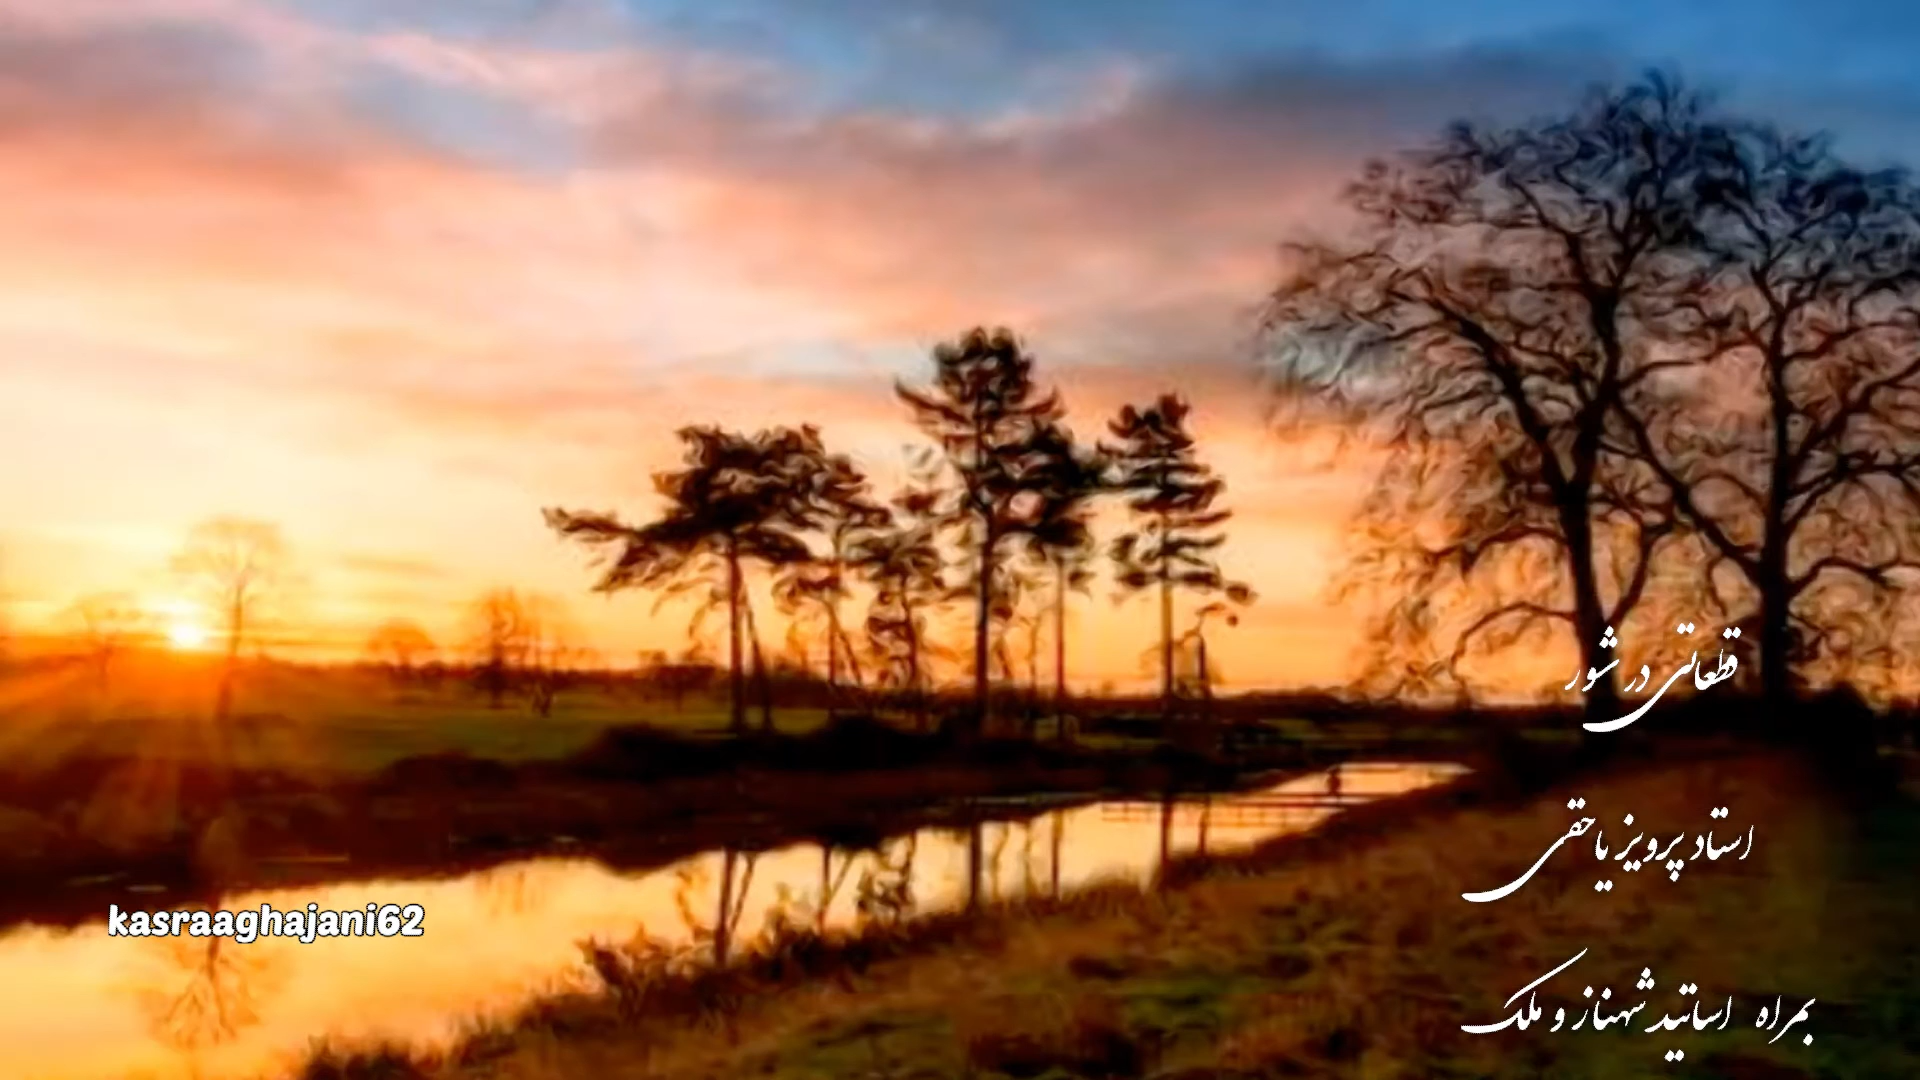 قطعاتی در شور
استاد پرویز یاحقی
kasraaghajani62
بمراه اساتید شهناز و ملک